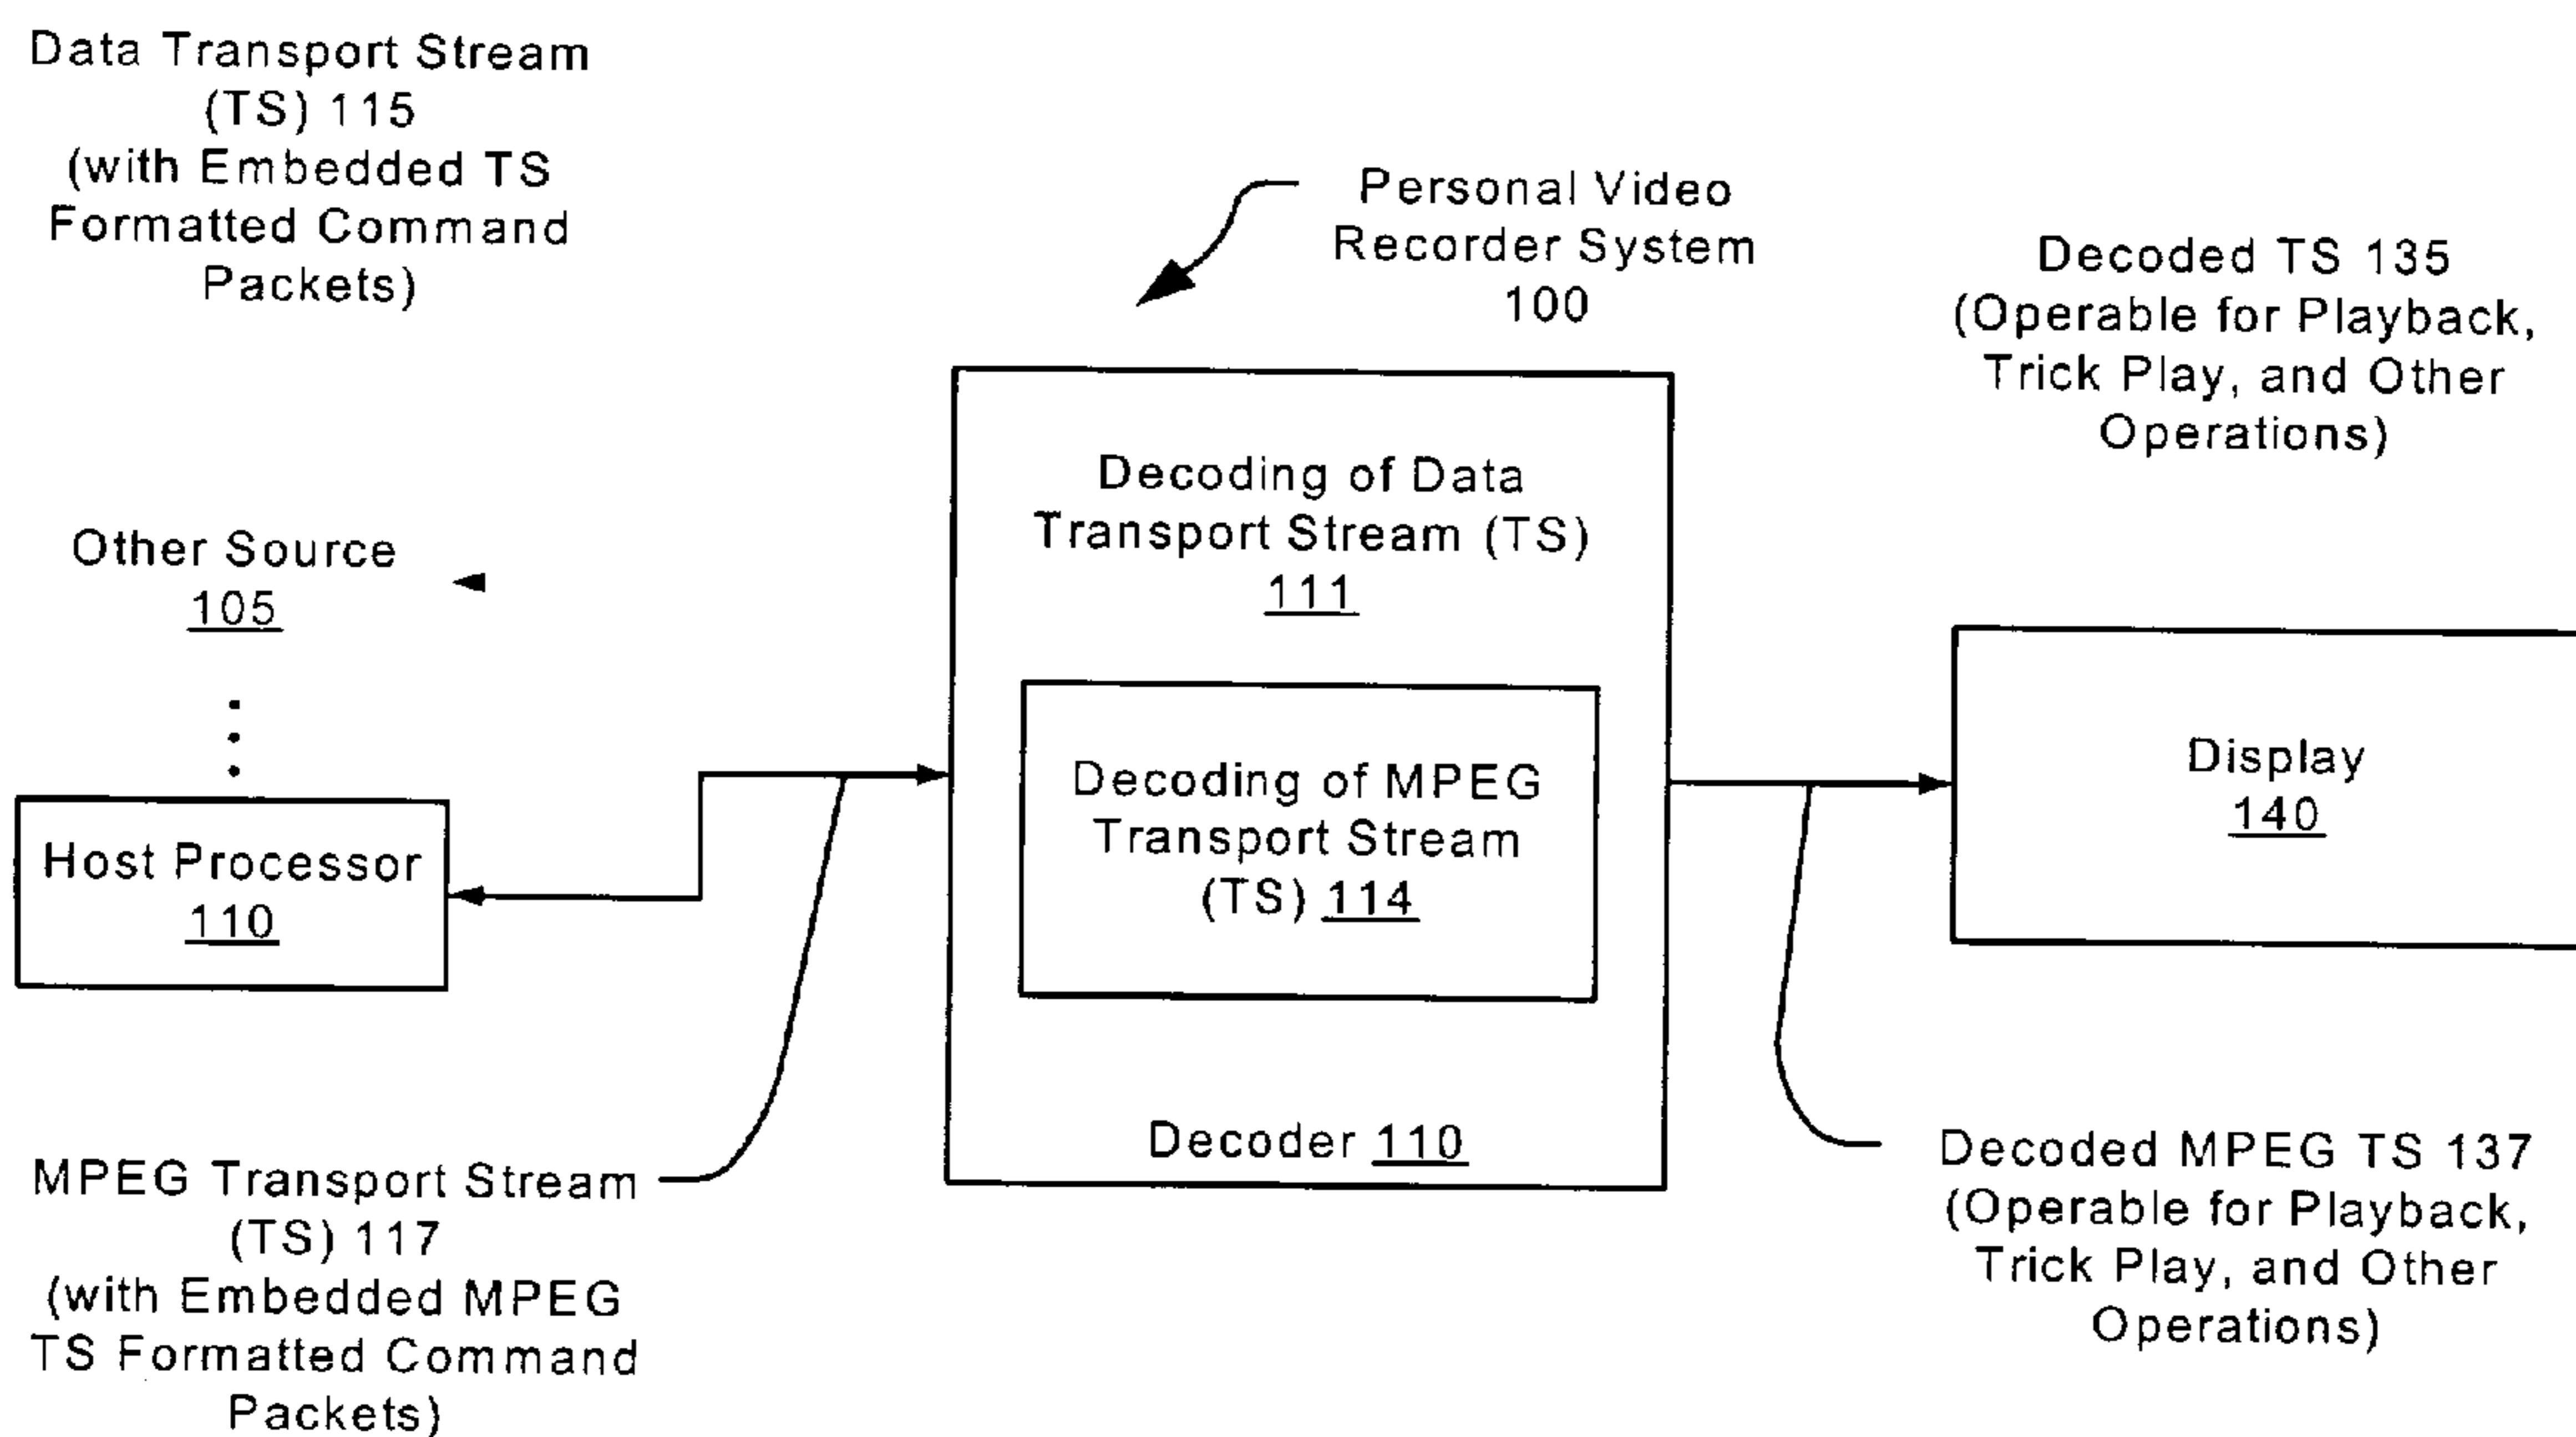 Data Transport Stream
(TS) 115
(with Embedded TS
Formatted Command
Packets)
Personal Video
Recorder System
100
Decoded TS 135
(Operable for Playback,
Trick Play, and Other
Operations)
Other Source
105
Host Processor
110
Decoding of Data
Transport Stream (TS)
111
Decoding of MPEG
Transport Stream
(TS) 114
Decoder 110
Display
140
MPEG Transport Stream
(TS) 117
(with Embedded MPEG
TS Formatted Command
Packets)
Decoded MPEG TS 137
(Operable for Playback,
Trick Play, and Other
Operations)